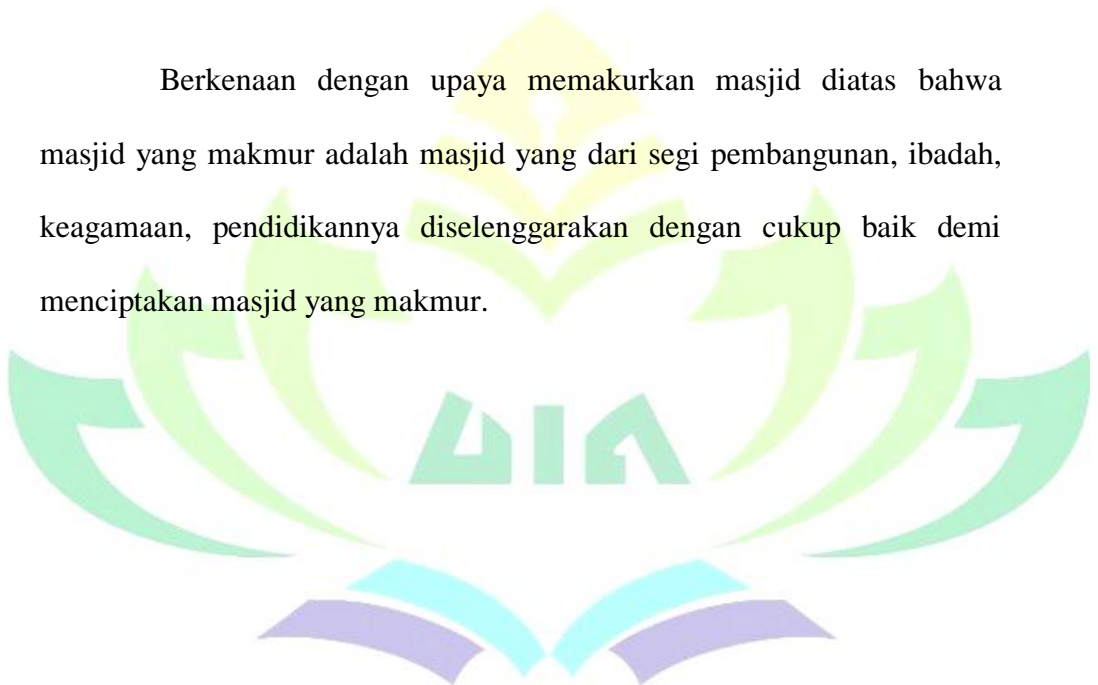 Berkenaan dengan upaya memakurkan masjid diatas bahwa
masjid yang makmur adalah masjid yang dari segi pembangunan, ibadah,
keagamaan, pendidikannya diselenggarakan dengan cukup baik demi
menciptakan masjid yang makmur.